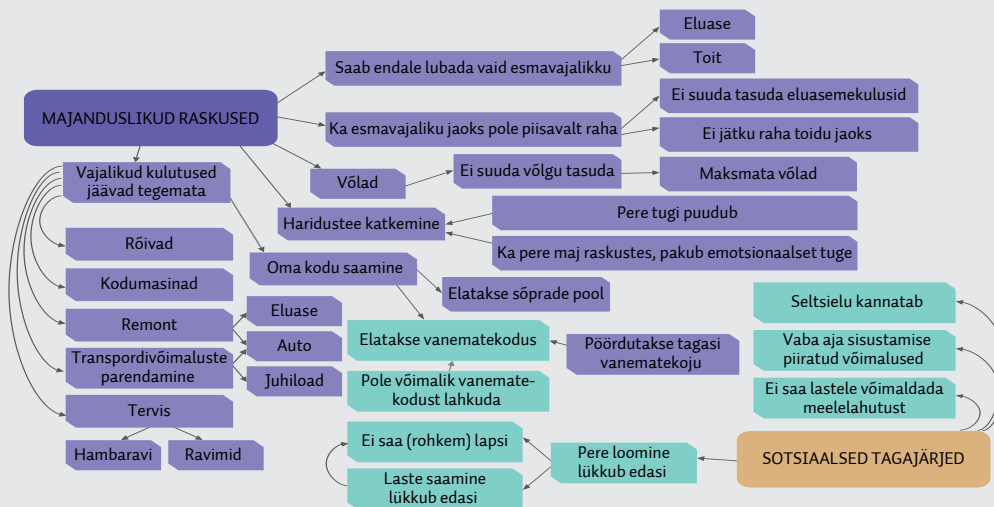 Eluase
Saab endale lubada vaid esmavajalikku
Toit
MAJANDUSLIKUD RASKUSED
Ei suuda tasuda eluasemekulusid
Ka esmavajaliku jaoks pole piisavalt raha
Ei jätku raha toidu jaoks
Vajalikud kulutused
jäävad tegemata
Võlad
Ei suuda võlgu tasuda
Maksmata võlad
Haridustee katkemine
Pere tugi puudub
Ka pere maj raskustes, pakub emotsionaalset tuge
Rõivad
Oma kodu saamine
Kodumasinad
Elatakse sõprade pool
Remont
Eluase
Auto
Transpordivõimaluste
parendamine
Juhiload
Tervis
Hambaravi
Ravimid
Elatakse vanematekodus
Pöördutakse tagasi
vanematekoju
Pole võimalik vanemate-
kodust lahkuda
Seltsielu kannatab
Vaba aja sisustamise
piiratud võimalused
Ei saa lastele võimaldada
meelelahutust
Ei saa (rohkem) lapsi
Laste saamine
lükkub edasi
Pere loomine
lükkub edasi
SOTSIAALSED TAGAJÄRJED